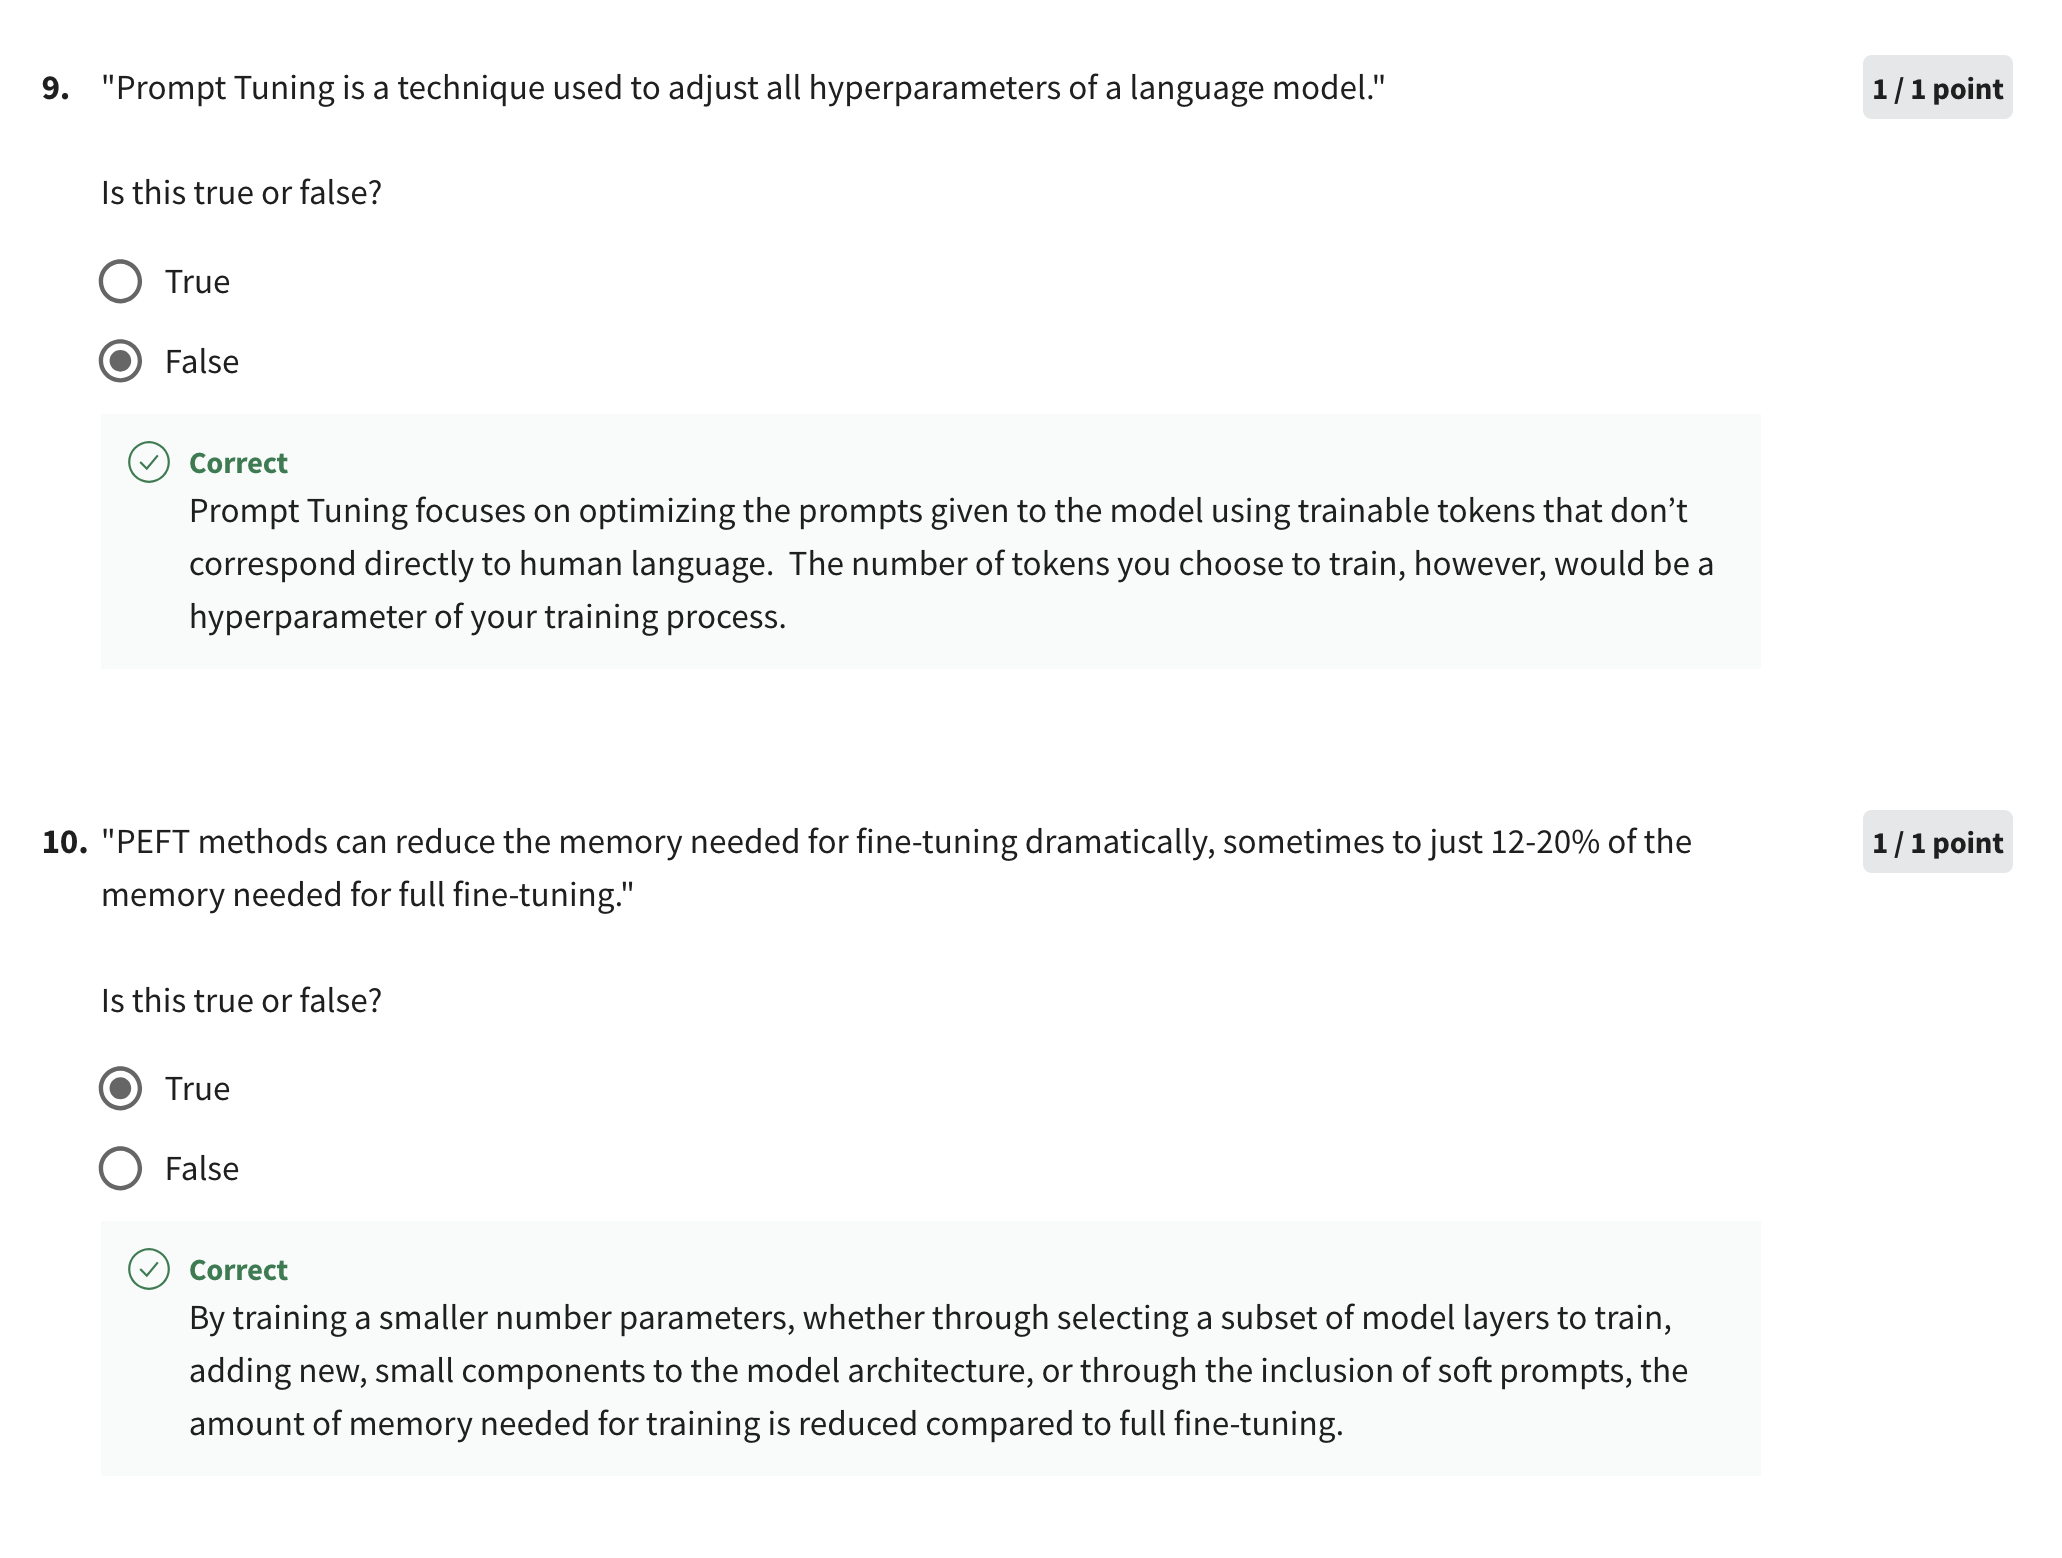 9. "Prompt Tuning is a technique used to adjust all hyperparameters of a language model."
1 / 1 point
Is this true or false?
True
False
Correct
Prompt Tuning focuses on optimizing the prompts given to the model using trainable tokens that don’t
correspond directly to human language.  The number of tokens you choose to train, however, would be a
hyperparameter of your training process.
10. "PEFT methods can reduce the memory needed for fine-tuning dramatically, sometimes to just 12-20% of the
1 / 1 point
memory needed for full fine-tuning."
Is this true or false?
True
False
Correct
By training a smaller number parameters, whether through selecting a subset of model layers to train,
adding new, small components to the model architecture, or through the inclusion of soft prompts, the
amount of memory needed for training is reduced compared to full fine-tuning.